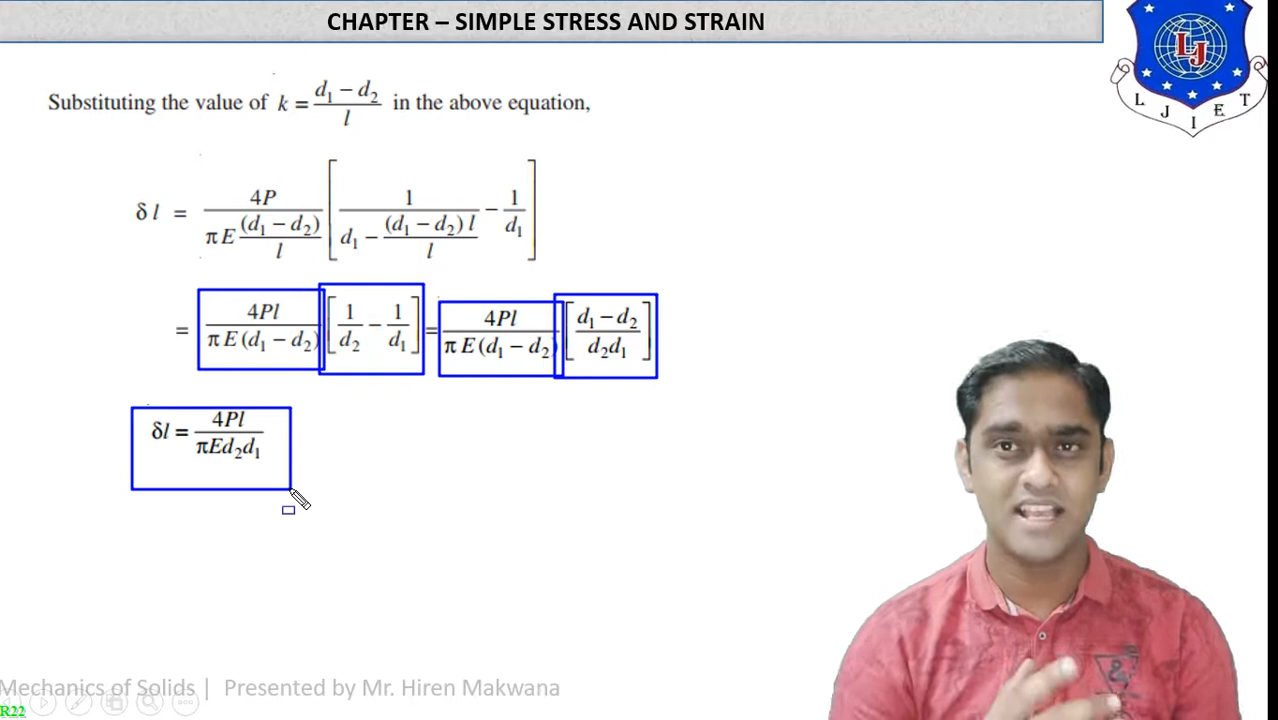 CHAPTER – SIMPLE STRESS AND STRAIN
LJ
L J I E T
Substituting the value of k = (d₁ − d₂)/l in the above equation,
δl = 4P / (πE (d₁ − d₂)/l) [ 1 / (d₁ − (d₁ − d₂) l / l) − 1/d₁ ]
= 4Pl / (πE(d₁ − d₂)) [ 1/d₂ − 1/d₁ ] = 4Pl / (πE(d₁ − d₂)) [ (d₁ − d₂) / d₂d₁ ]
δl = 4Pl / πEd₂d₁
&
Mechanics of Solids | Presented by Mr. Hiren Makwana
R22